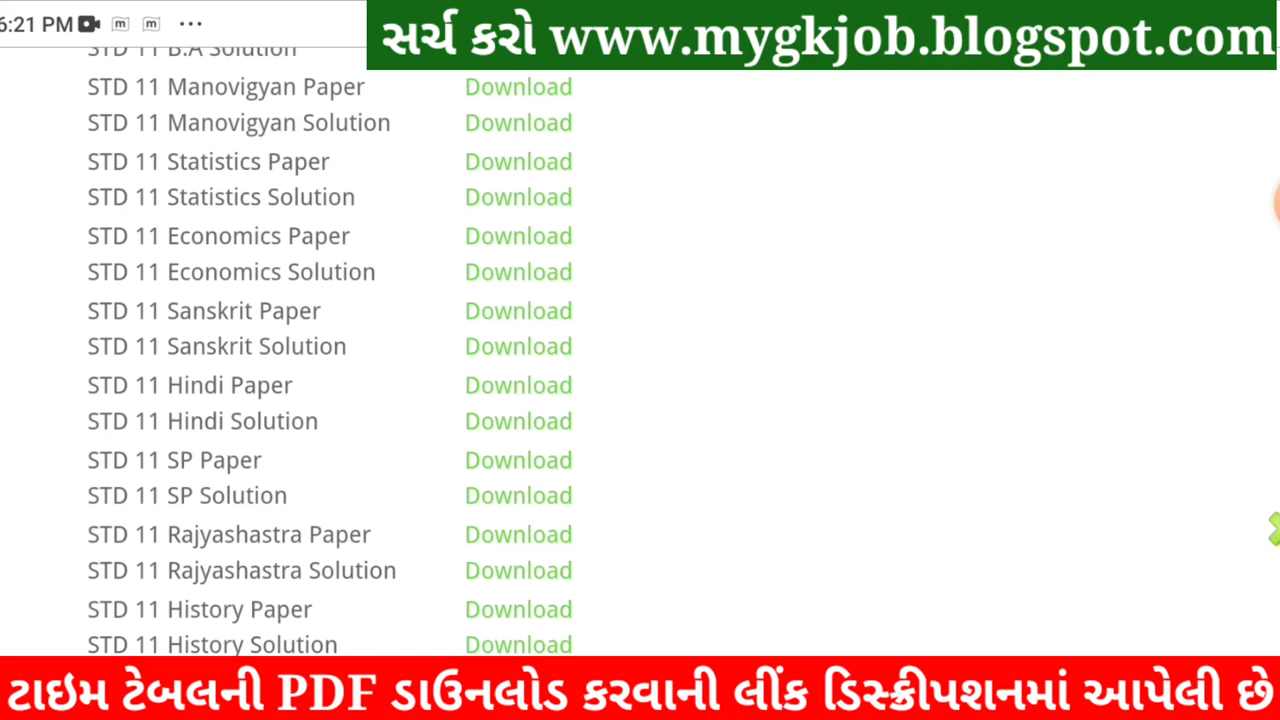 6:21 PM
સર્ચ કરો www.mygkjob.blogspot.com
STD 11 B.A Solution
STD 11 Manovigyan Paper Download
STD 11 Manovigyan Solution Download
STD 11 Statistics Paper Download
STD 11 Statistics Solution Download
STD 11 Economics Paper Download
STD 11 Economics Solution Download
STD 11 Sanskrit Paper Download
STD 11 Sanskrit Solution Download
STD 11 Hindi Paper Download
STD 11 Hindi Solution Download
STD 11 SP Paper Download
STD 11 SP Solution Download
STD 11 Rajyashastra Paper Download
STD 11 Rajyashastra Solution Download
STD 11 History Paper Download
STD 11 History Solution Download
ટાઇમ ટેબલની PDF ડાઉનલોડ કરવાની લીંક ડિસ્ક્રીપશનમાં આપેલી છે